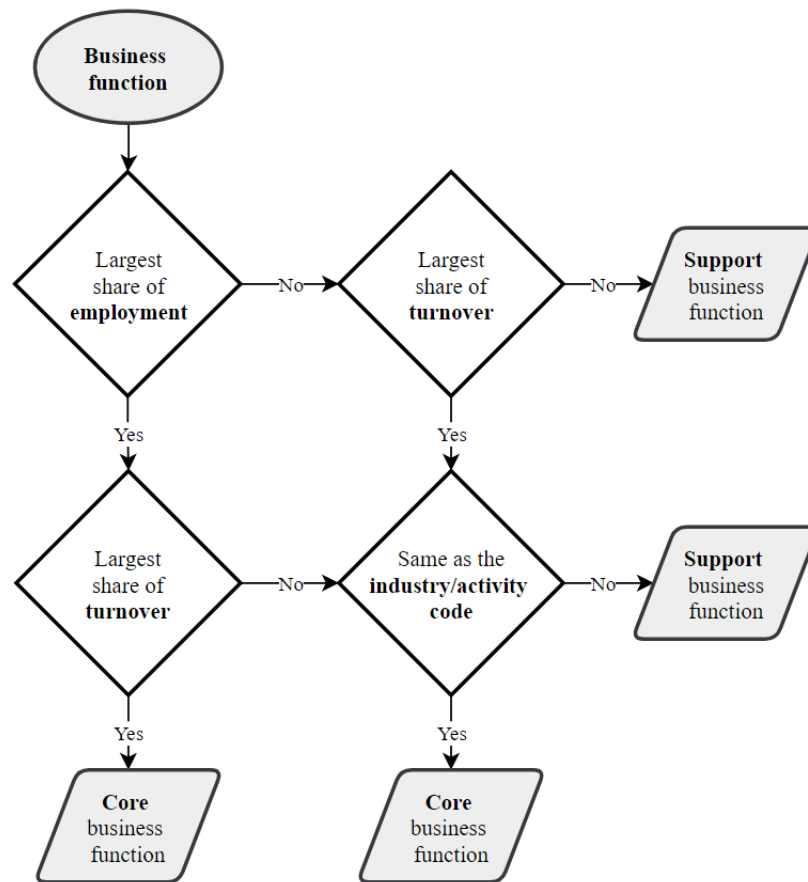 Business
function
Largest
share of
employment
No
Largest
share of
turnover
No
Support
business
function
Yes
Yes
Largest
share of
turnover
No
Same as the
industry/activity
code
No
Support
business
function
Yes
Yes
Core
business
function
Core
business
function